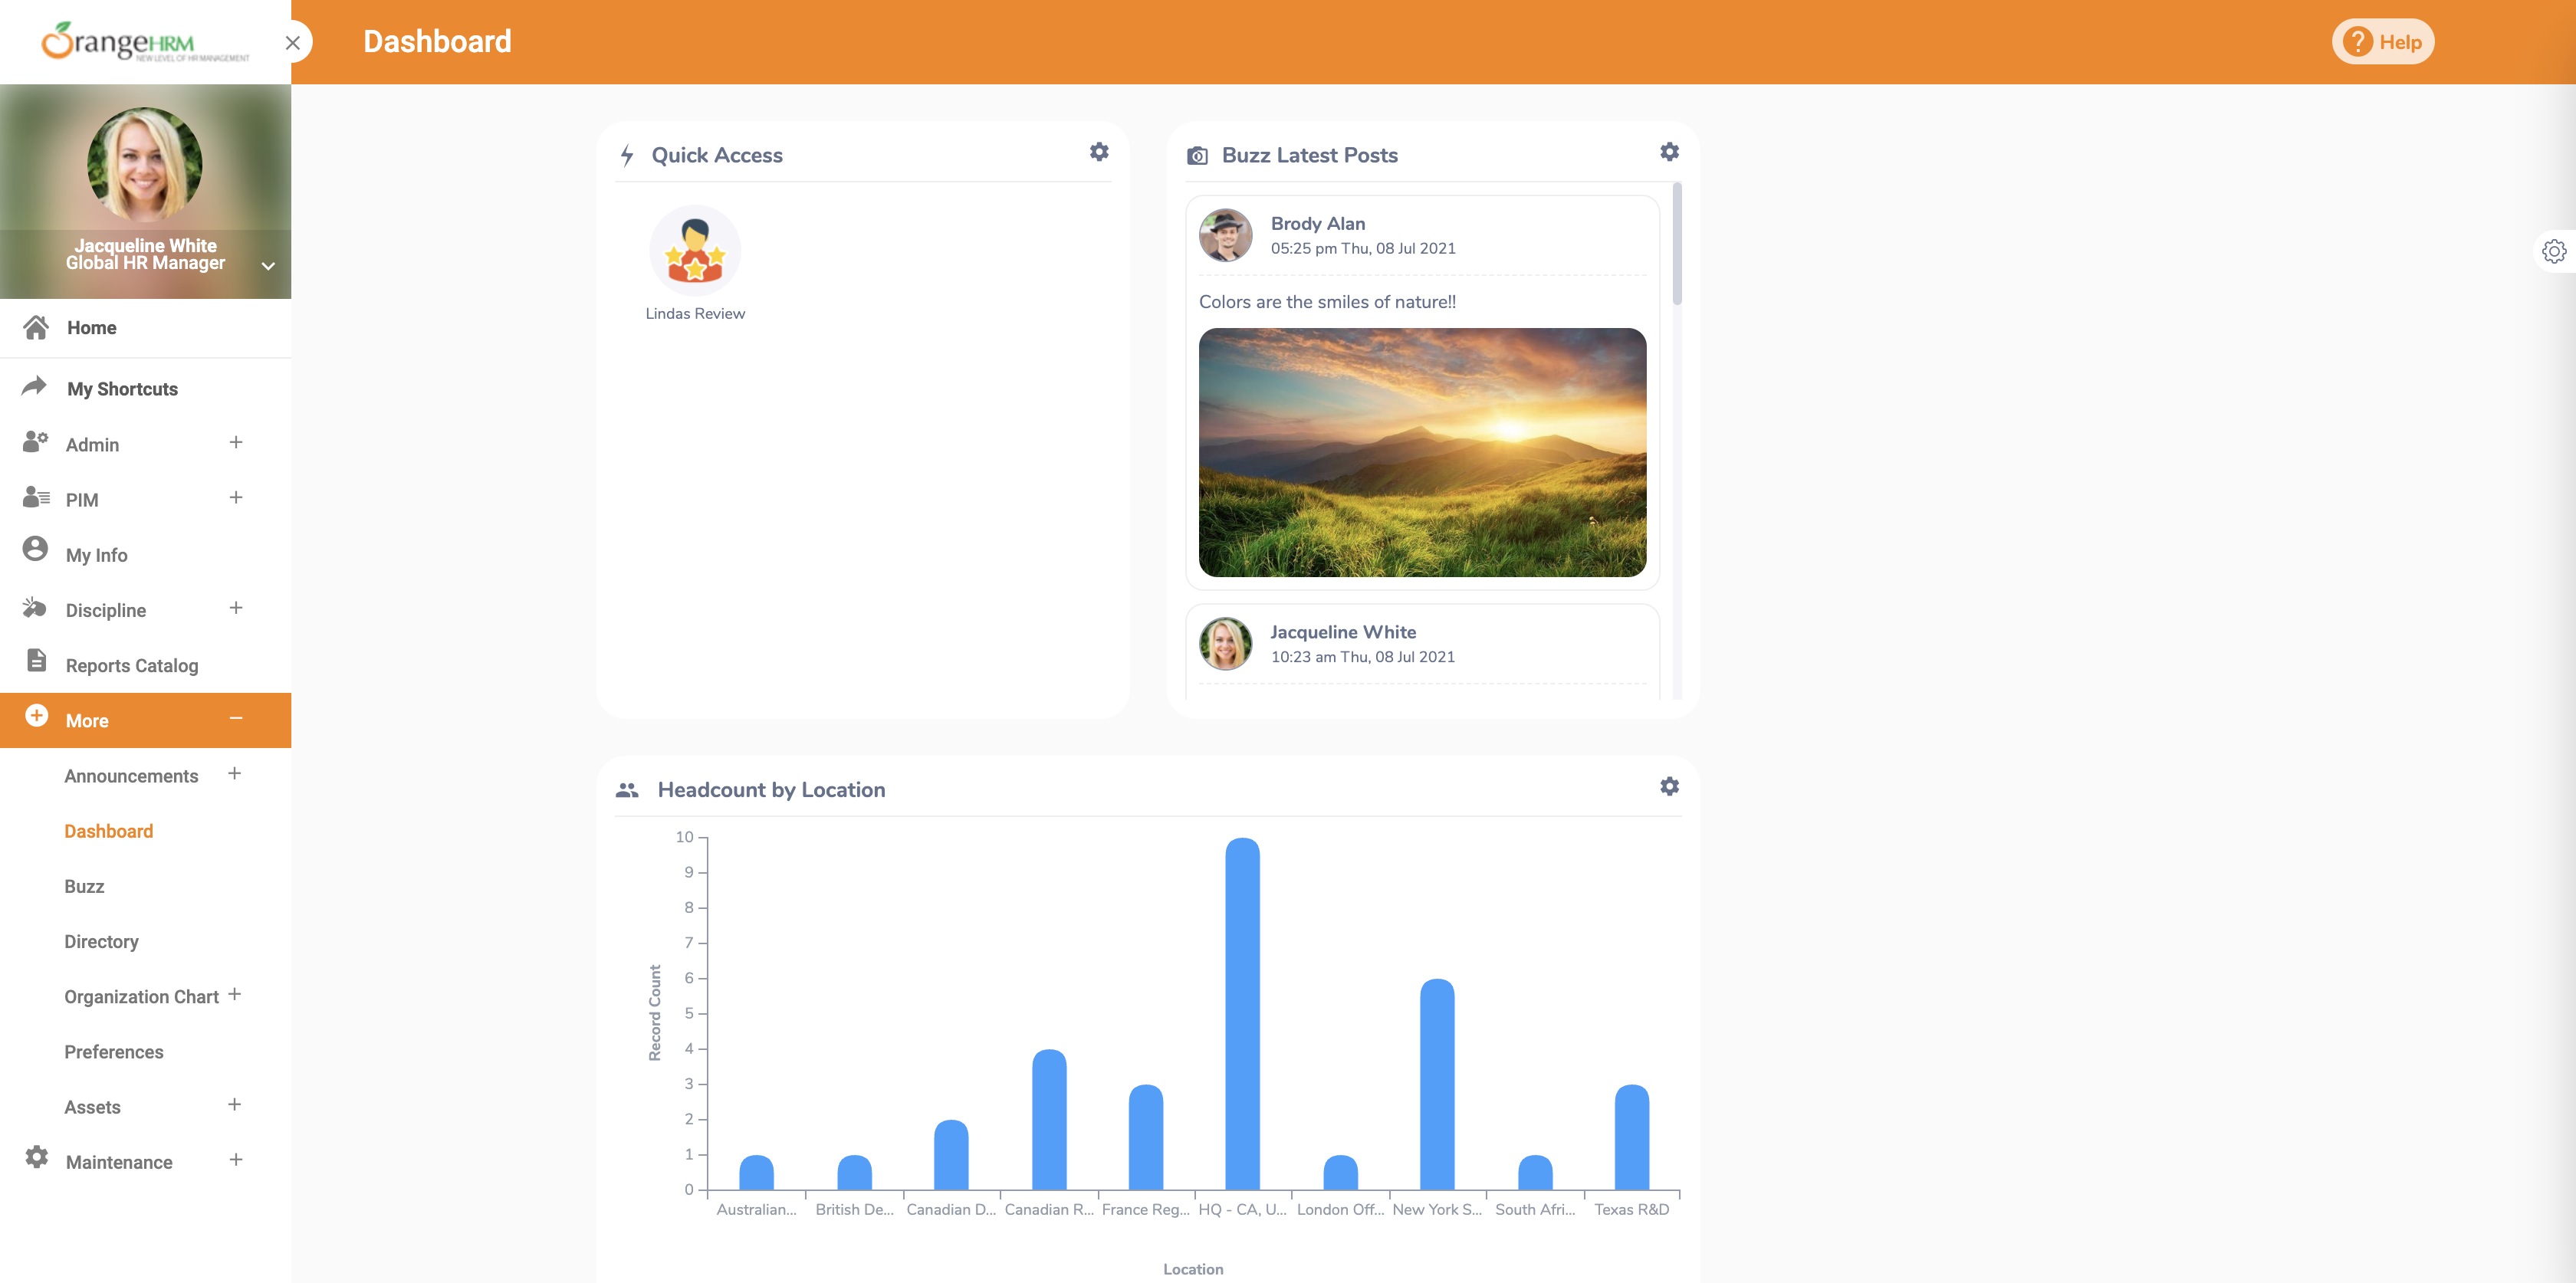 OrangeHRM
NEW LEVEL OF HR MANAGEMENT
Dashboard
? Help
Jacqueline White
Global HR Manager
Home
My Shortcuts
Admin
PIM
My Info
Discipline
Reports Catalog
More
Announcements
Dashboard
Buzz
Directory
Organization Chart
Preferences
Assets
Maintenance
Quick Access
Lindas Review
Buzz Latest Posts
Brody Alan
05:25 pm Thu, 08 Jul 2021
Colors are the smiles of nature!!
Jacqueline White
10:23 am Thu, 08 Jul 2021
Headcount by Location
Record Count
10
9
8
7
6
5
4
3
2
1
0
Australian... British De... Canadian D... Canadian R... France Reg... HQ - CA, U... London Off... New York S... South Afri... Texas R&D
Location